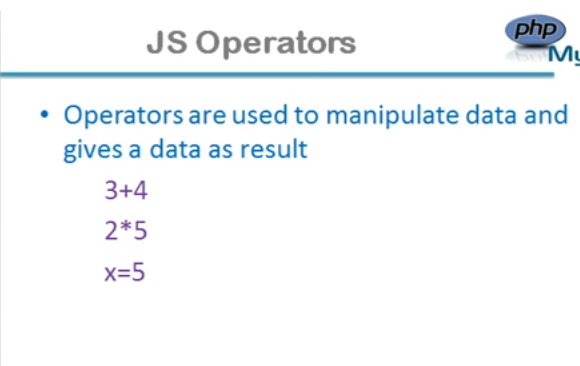 JS Operators
php
My
• Operators are used to manipulate data and
gives a data as result
3+4
2*5
x=5